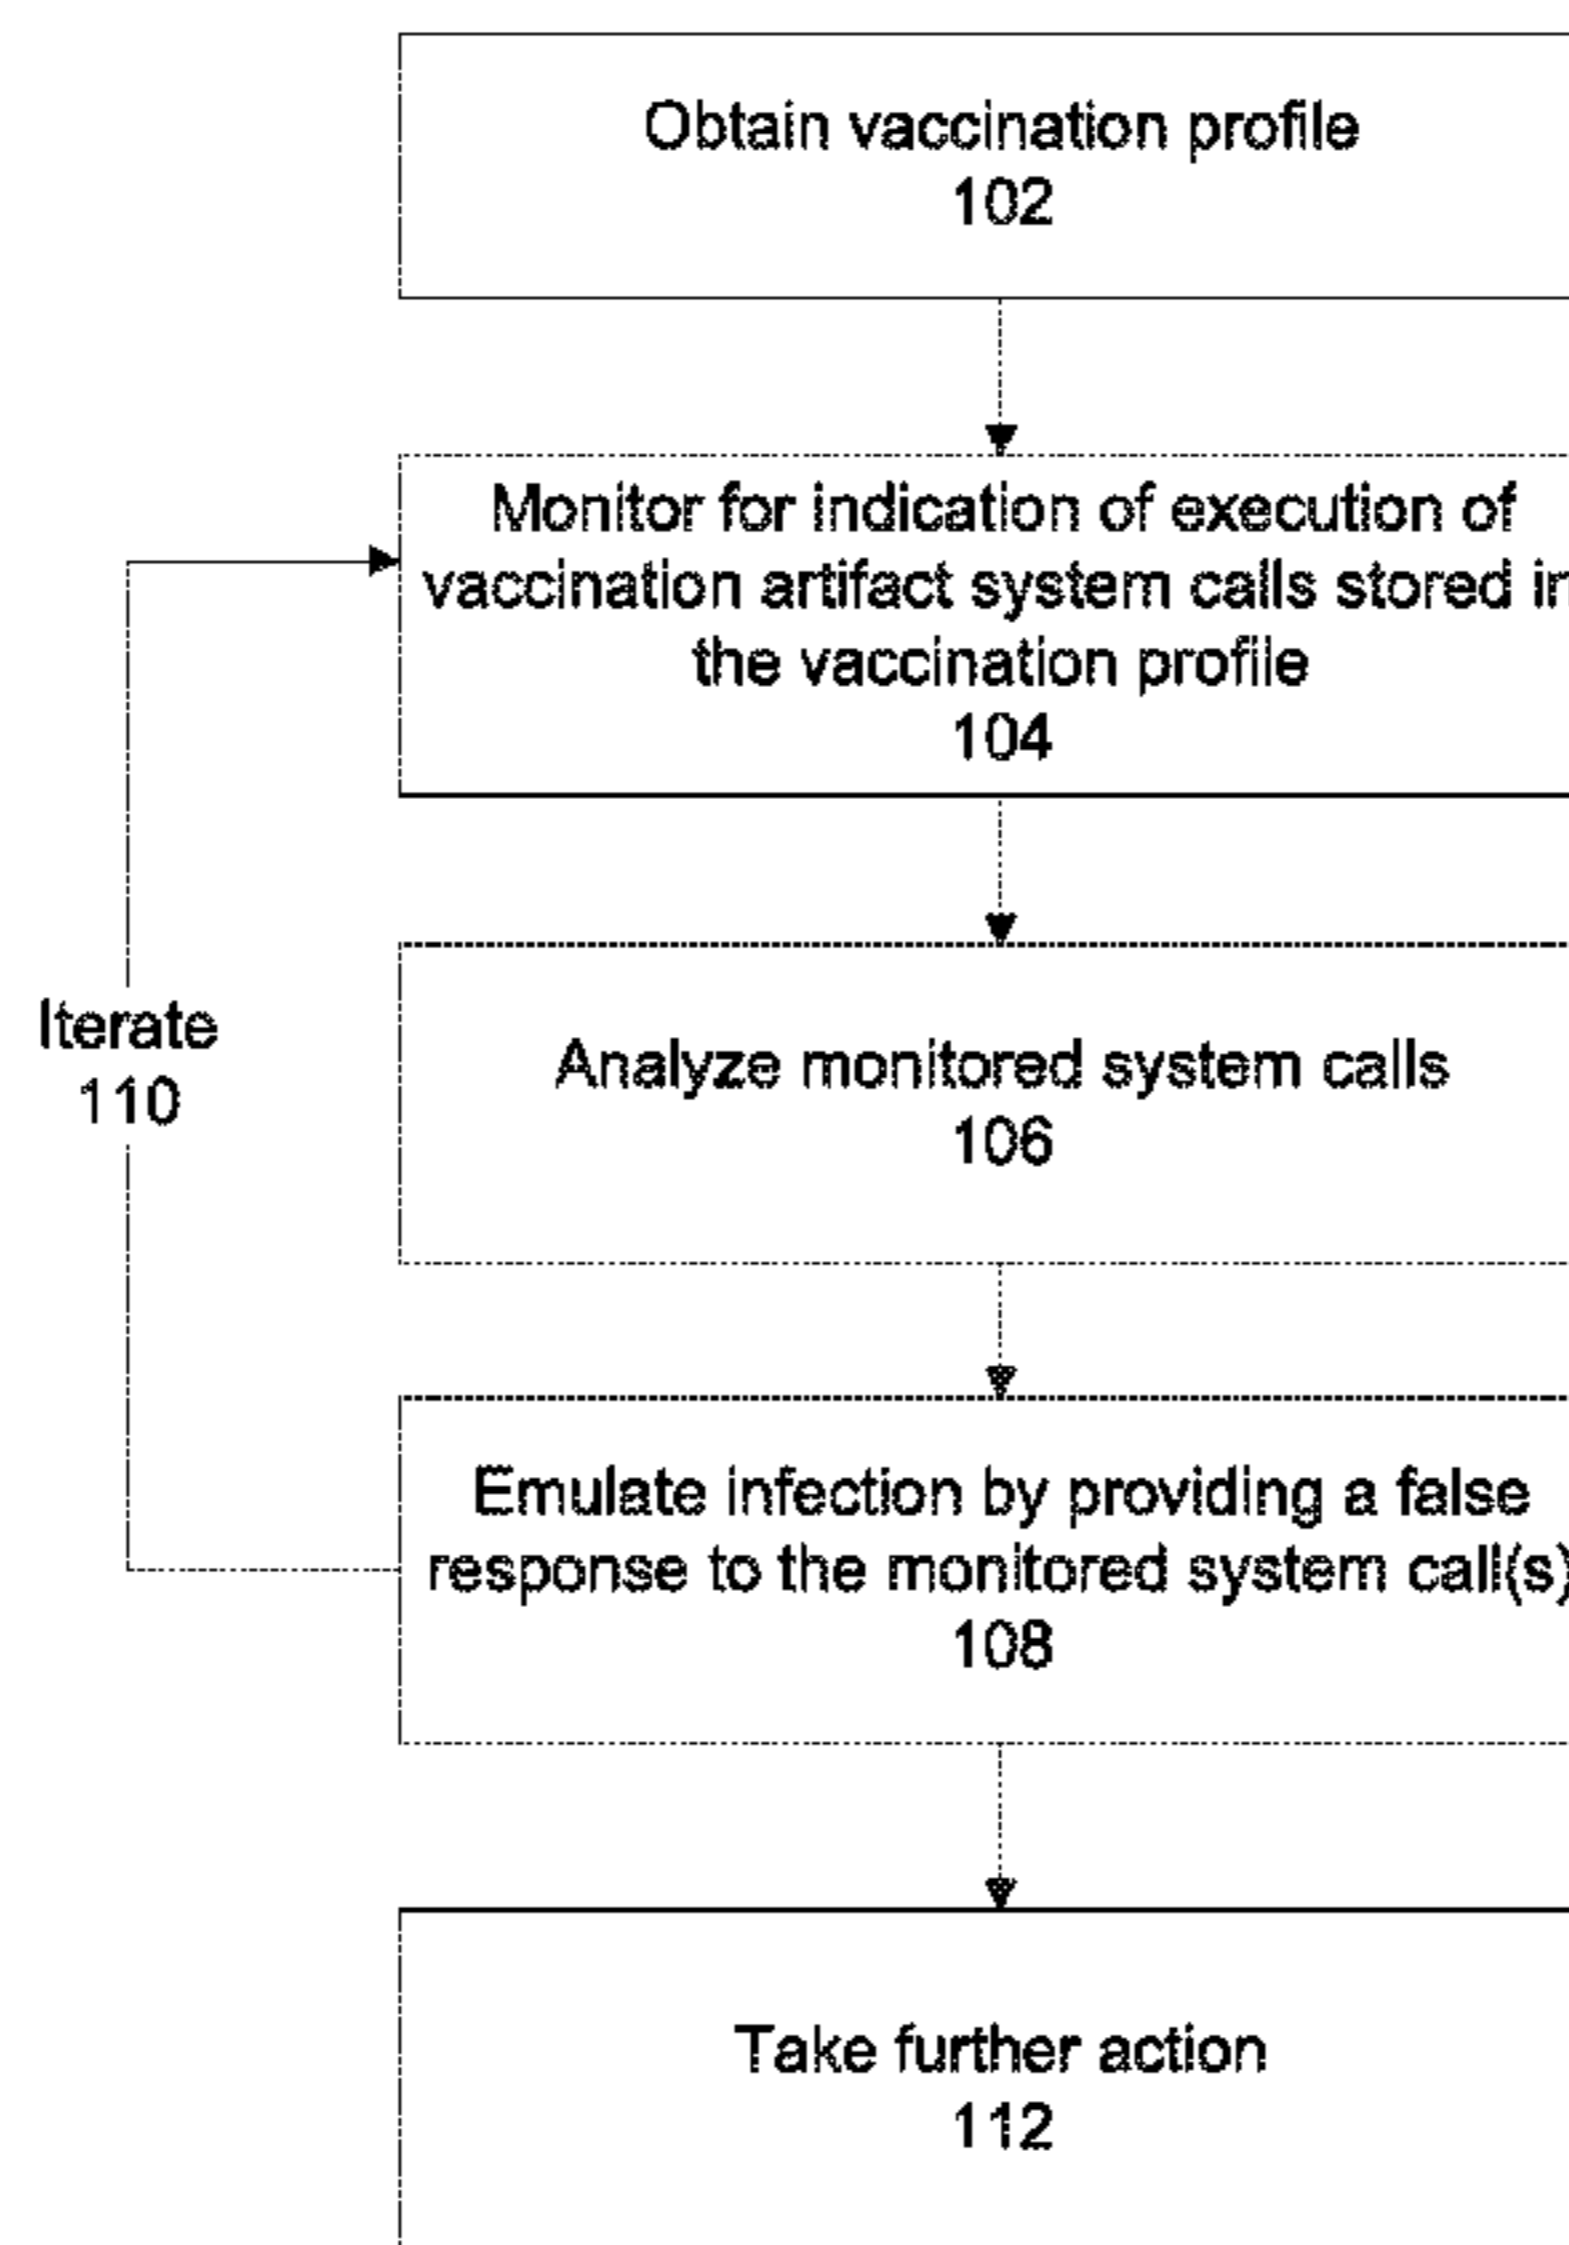 Obtain vaccination profile
102
Monitor for indication of execution of
vaccination artifact system calls stored in
the vaccination profile
104
Iterate
110
Analyze monitored system calls
106
Emulate infection by providing a false
response to the monitored system call(s)
108
Take further action
112